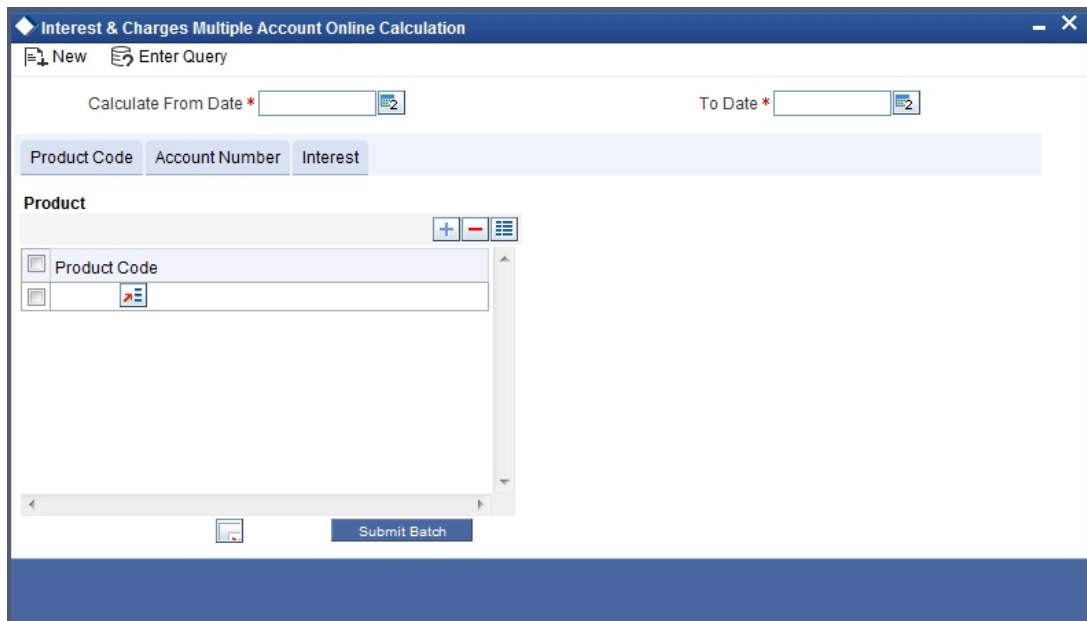 Interest & Charges Multiple Account Online Calculation
New Enter Query
Calculate From Date * To Date *
Product Code Account Number Interest
Product
Product Code
Submit Batch